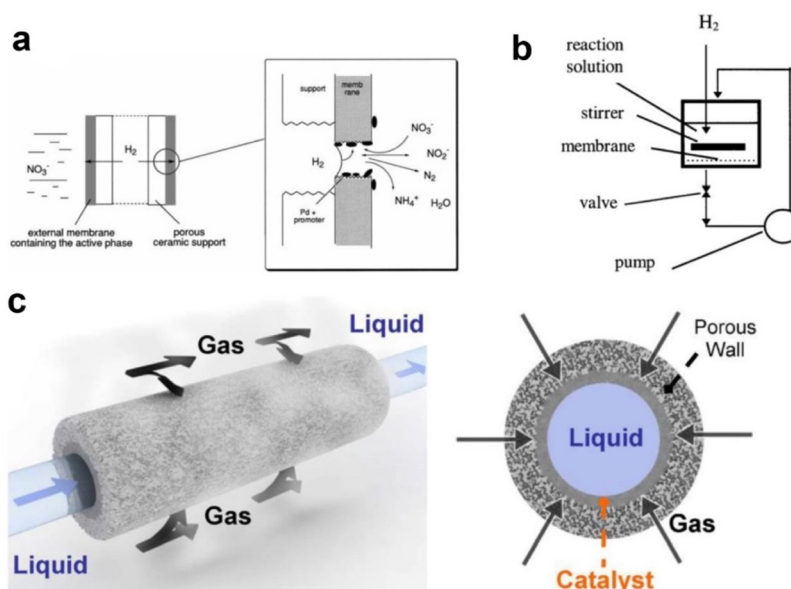 a
support
memb
rane
NO₃⁻
H₂
NO₃⁻
NO₂⁻
H₂
N₂
Pd +
promoter
NH₄⁺
H₂O
external membrane
containing the active phase
porous
ceramic support
b
H₂
reaction
solution
stirrer
membrane
valve
pump
c
Liquid
Gas
Gas
Liquid
Porous
Wall
Liquid
Gas
Catalyst